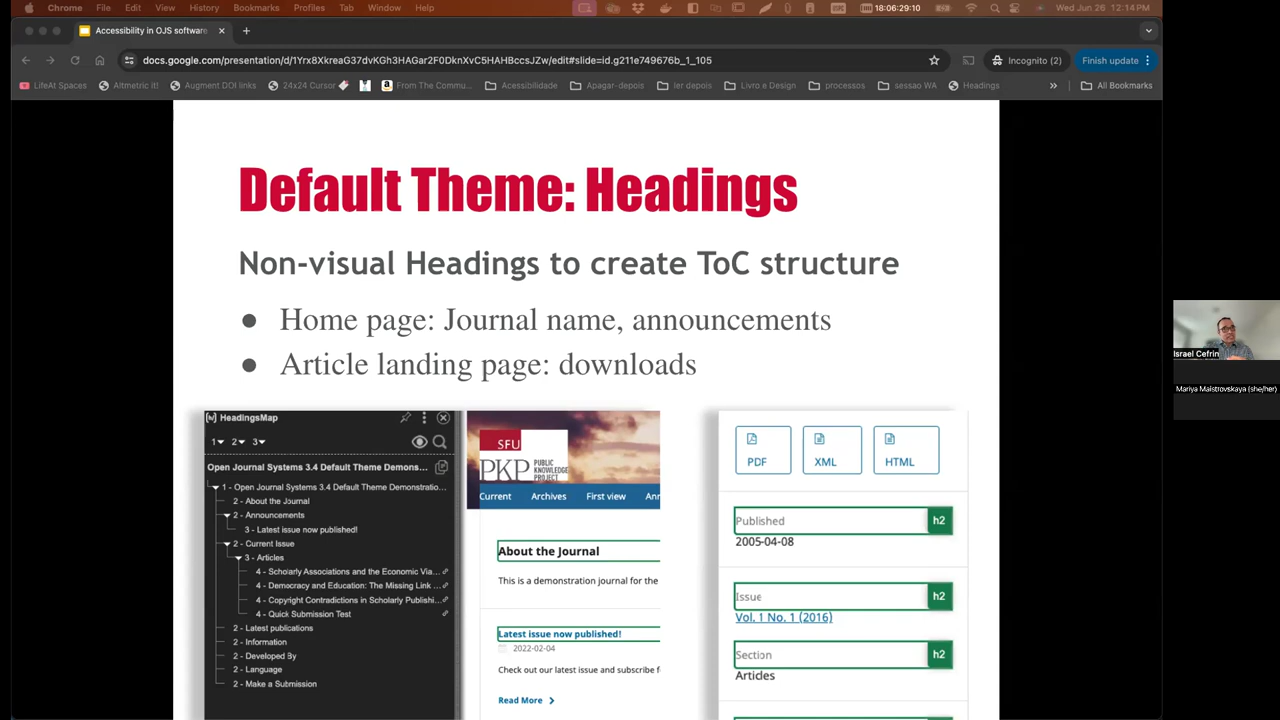 Chrome File Edit View History Bookmarks Profiles Tab Window Help 18:06:29:10 Wed Jun 26 12:14 PM
Accessibility in OJS software
docs.google.com/presentation/d/1Yrx8XkreaG37dvKGh3HAGar2F0DknXvC5HAHBccsJZw/edit#slide=id.g211e749676b_1_105 Incognito (2) Finish update
LifeAt Spaces Altmetric It! Augment DOI links 24x24 Cursor From The Commu... Acessibilidade Apagar-depois ler depois Livro e Design processos sessao WA Headings All Bookmarks
Default Theme: Headings
Non-visual Headings to create ToC structure
● Home page: Journal name, announcements
● Article landing page: downloads
HeadingsMap
1 2 3
Open Journal Systems 3.4 Default Theme Demons...
1 - Open Journal Systems 3.4 Default Theme Demonstratio...
2 - About the Journal
2 - Announcements
3 - Latest issue now published!
2 - Current Issue
3 - Articles
4 - Scholarly Associations and the Economic Via...
4 - Democracy and Education: The Missing Link ...
4 - Copyright Contradictions in Scholarly Publishi...
4 - Quick Submission Test
2 - Latest publications
2 - Information
2 - Developed By
2 - Language
2 - Make a Submission
SFU
PKP PUBLIC KNOWLEDGE PROJECT
Current Archives First view Ann
About the Journal
This is a demonstration journal for the
Latest issue now published!
2022-02-04
Check out our latest issue and subscribe f
Read More
PDF XML HTML
Published h2
2005-04-08
Issue h2
Vol. 1 No. 1 (2016)
Section h2
Articles
Israel Cefrin
Mariya Maistrovskaya (she/her)